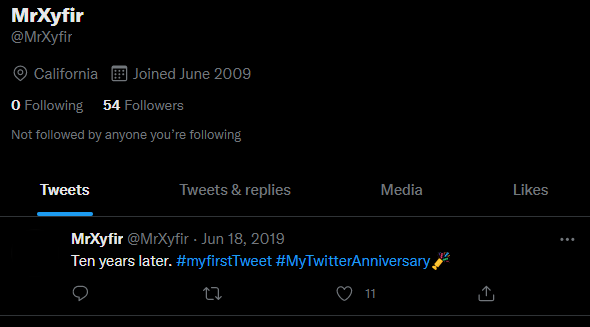 MrXyfir
@MrXyfir
California Joined June 2009
0 Following 54 Followers
Not followed by anyone you’re following
Tweets Tweets & replies Media Likes
MrXyfir @MrXyfir · Jun 18, 2019 ···
Ten years later. #myfirstTweet #MyTwitterAnniversary🎉
11